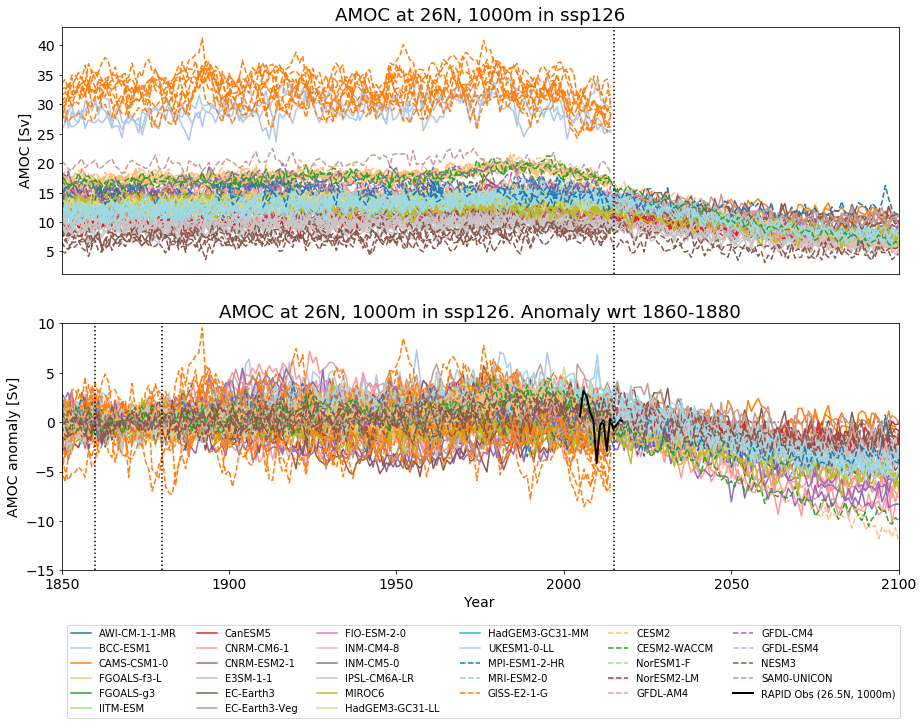 AMOC at 26N, 1000m in ssp126
40
35
30
25
20
15
10
5
AMOC [Sv]
AMOC at 26N, 1000m in ssp126. Anomaly wrt 1860-1880
10
5
0
−5
−10
−15
AMOC anomaly [Sv]
1850 1900 1950 2000 2050 2100
Year
AWI-CM-1-1-MR CanESM5 FIO-ESM-2-0 HadGEM3-GC31-MM CESM2 GFDL-CM4
BCC-ESM1 CNRM-CM6-1 INM-CM4-8 UKESM1-0-LL CESM2-WACCM GFDL-ESM4
CAMS-CSM1-0 CNRM-ESM2-1 INM-CM5-0 MPI-ESM1-2-HR NorESM1-F NESM3
FGOALS-f3-L E3SM-1-1 IPSL-CM6A-LR MRI-ESM2-0 NorESM2-LM SAM0-UNICON
FGOALS-g3 EC-Earth3 MIROC6 GISS-E2-1-G GFDL-AM4 RAPID Obs (26.5N, 1000m)
IITM-ESM EC-Earth3-Veg HadGEM3-GC31-LL